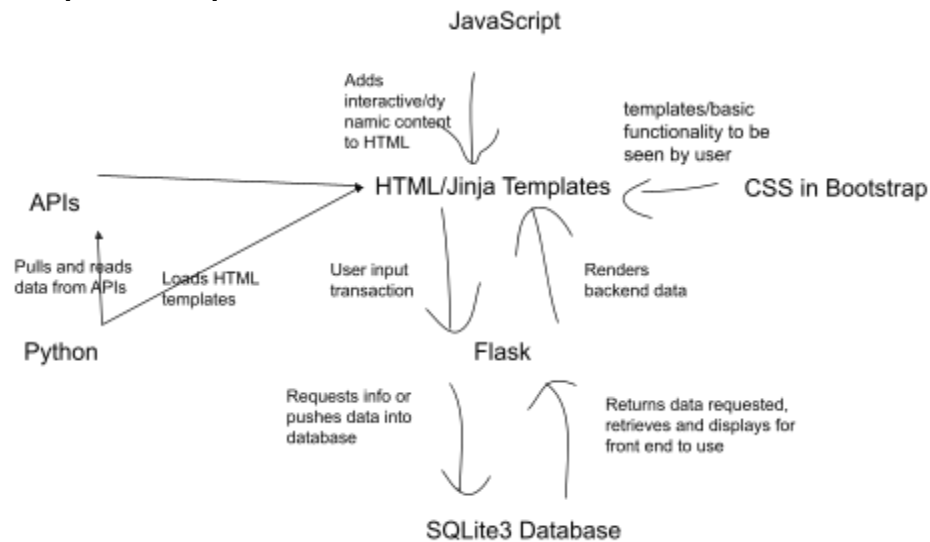 JavaScript
Adds
interactive/dy
namic content
to HTML
templates/basic
functionality to be
seen by user
HTML/Jinja Templates
CSS in Bootstrap
APIs
Pulls and reads
data from APIs
Loads HTML
templates
User input
transaction
Renders
backend data
Python
Flask
Requests info or
pushes data into
database
Returns data requested,
retrieves and displays for
front end to use
SQLite3 Database